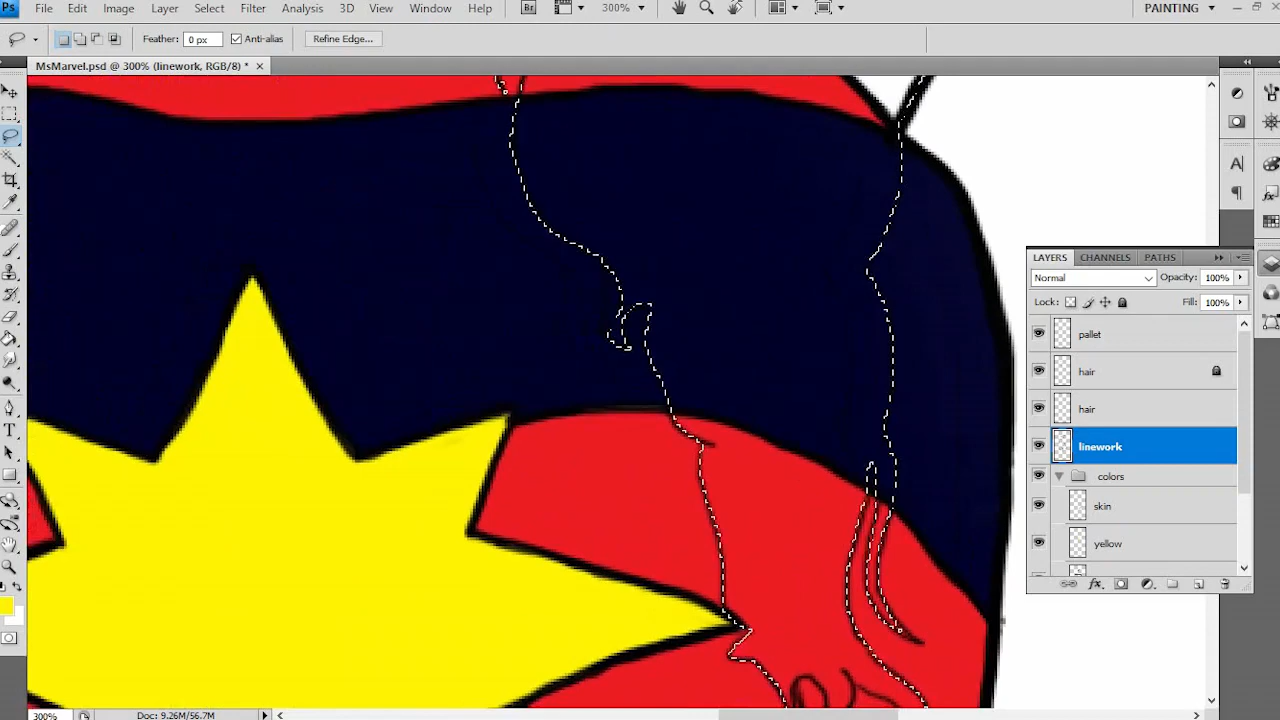 Ps File Edit Image Layer Select Filter Analysis 3D View Window Help Br 300% PAINTING
Feather: 0 px Anti-alias Refine Edge...
MsMarvel.psd @ 300% (linework, RGB/8) * ×
LAYERS CHANNELS PATHS
Normal Opacity: 100%
Lock: Fill: 100%
pallet
hair
hair
linework
colors
skin
yellow
300% Doc: 9.26M/56.7M